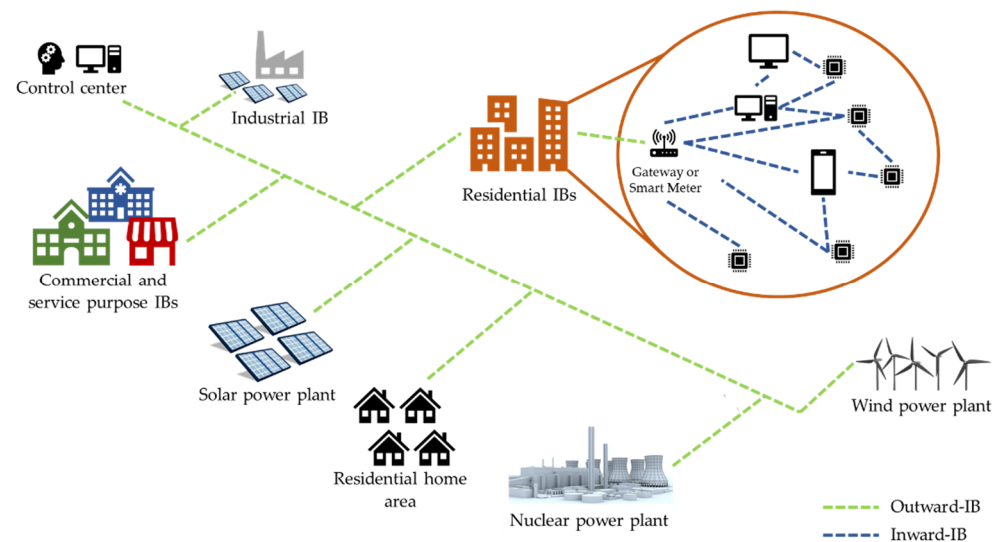 Control center
Industrial IB
Residential IBs
Gateway or
Smart Meter
Commercial and
service purpose IBs
Solar power plant
Residential home
area
Nuclear power plant
Wind power plant
Outward-IB
Inward-IB